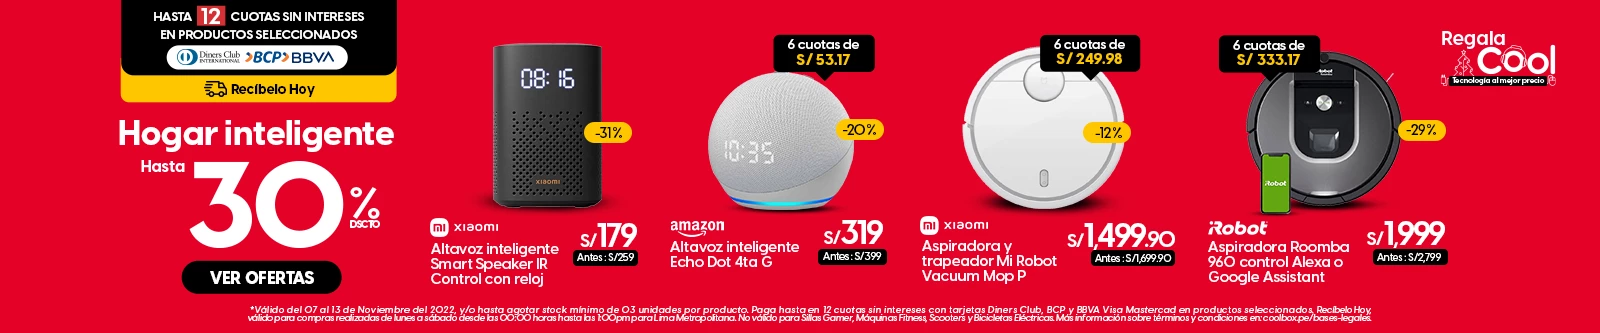 HASTA 12 CUOTAS SIN INTERESES
EN PRODUCTOS SELECCIONADOS
Diners Club INTERNATIONAL BCP BBVA
Recíbelo Hoy
Hogar inteligente
Hasta
30% DSCTO
VER OFERTAS
08:16
-31%
xiaomi
mi xiaomi
Altavoz inteligente
Smart Speaker IR
Control con reloj
S/179
Antes: S/259
6 cuotas de
S/ 53.17
10:35
-20%
amazon
Altavoz inteligente
Echo Dot 4ta G
S/319
Antes: S/399
6 cuotas de
S/ 249.98
-12%
mi xiaomi
Aspiradora y
trapeador Mi Robot
Vacuum Mop P
S/1,499.90
Antes: S/1,699.90
6 cuotas de
S/ 333.17
iRobot
Roomba
-29%
iRobot
iRobot
Aspiradora Roomba
960 control Alexa o
Google Assistant
S/1,999
Antes: S/2,799
Regala
Cool
Tecnología al mejor precio
*Válido del 07 al 13 de Noviembre del 2022, y/o hasta agotar stock mínimo de 03 unidades por producto. Paga hasta en 12 cuotas sin intereses con tarjetas Diners Club, BCP y BBVA Visa Mastercad en productos seleccionados, Recíbelo Hoy,
válido para compras realizadas de lunes a sábado desde las 00:00 horas hasta las 1:00pm para Lima Metropolitana. No válido para Sillas Gamer, Máquinas Fitness, Scooters y Bicicletas Eléctricas. Más información sobre términos y condiciones en: coolbox.pe/bases-legales.